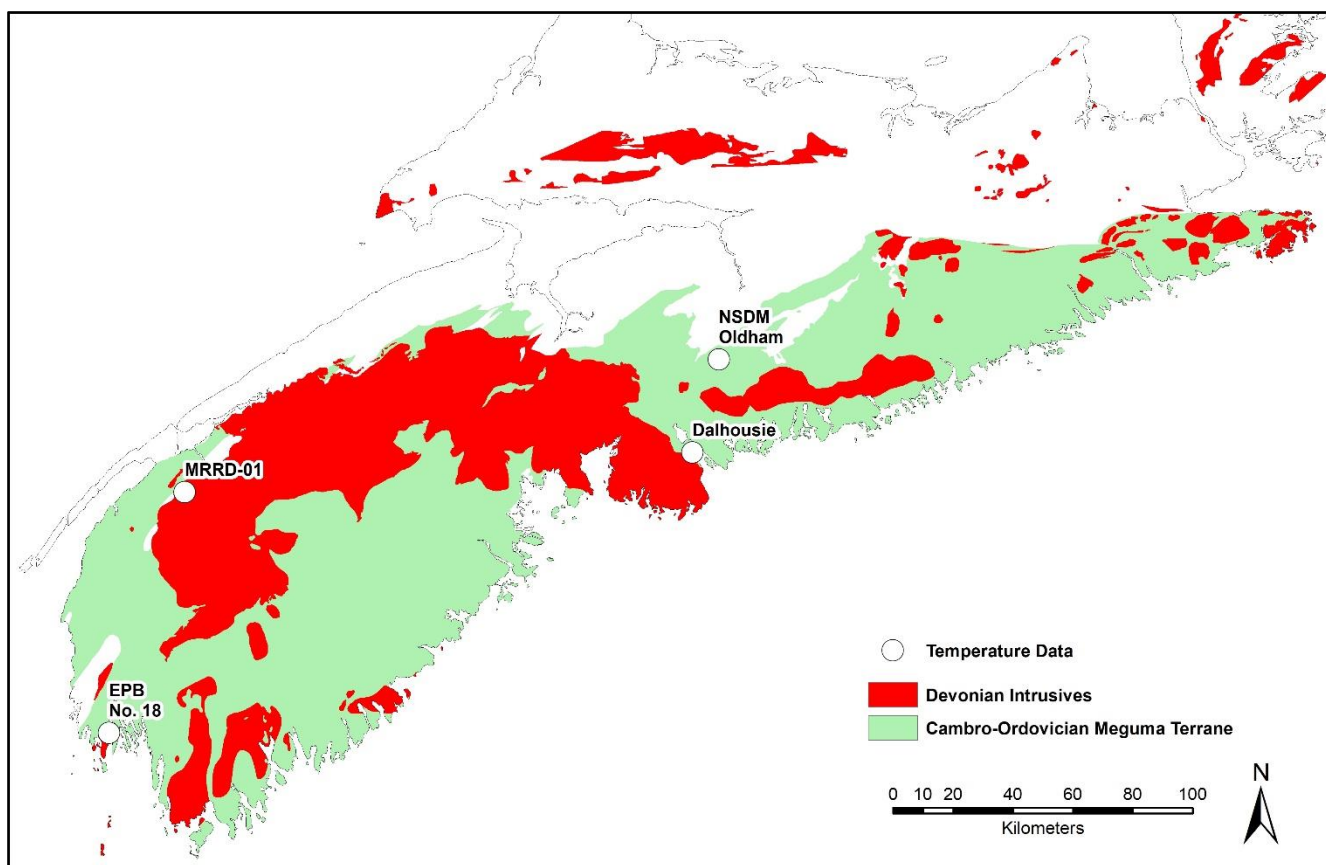 NSDM
Oldham
Dalhousie
MRRD-01
EPB
No. 18
Temperature Data
Devonian Intrusives
Cambro-Ordovician Meguma Terrane
N
0 10 20 40 60 80 100
Kilometers